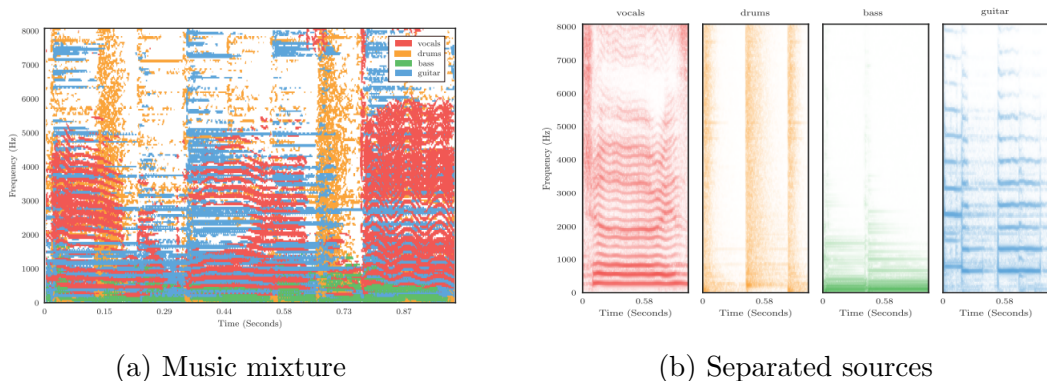 8000
7000
6000
5000
4000
3000
2000
1000
0
Frequency (Hz)
0 0.15 0.29 0.44 0.58 0.73 0.87
Time (Seconds)
vocals
drums
bass
guitar
(a) Music mixture
vocals drums bass guitar
8000
7000
6000
5000
4000
3000
2000
1000
0
Frequency (Hz)
0 0.58 0.58 0.58 0.58
Time (Seconds) Time (Seconds) Time (Seconds) Time (Seconds)
(b) Separated sources